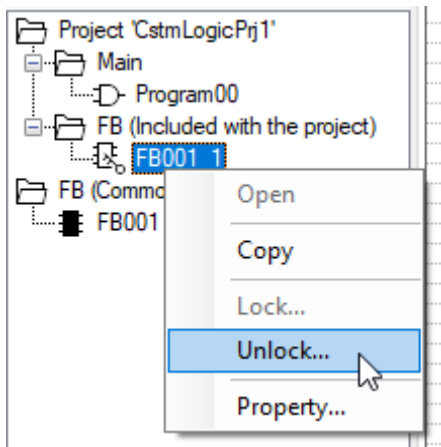 Project 'CstmLogicPrj1'
Main
Program00
FB (Included with the project)
FB001_1
FB (Commo
FB001
Open
Copy
Lock...
Unlock...
Property...